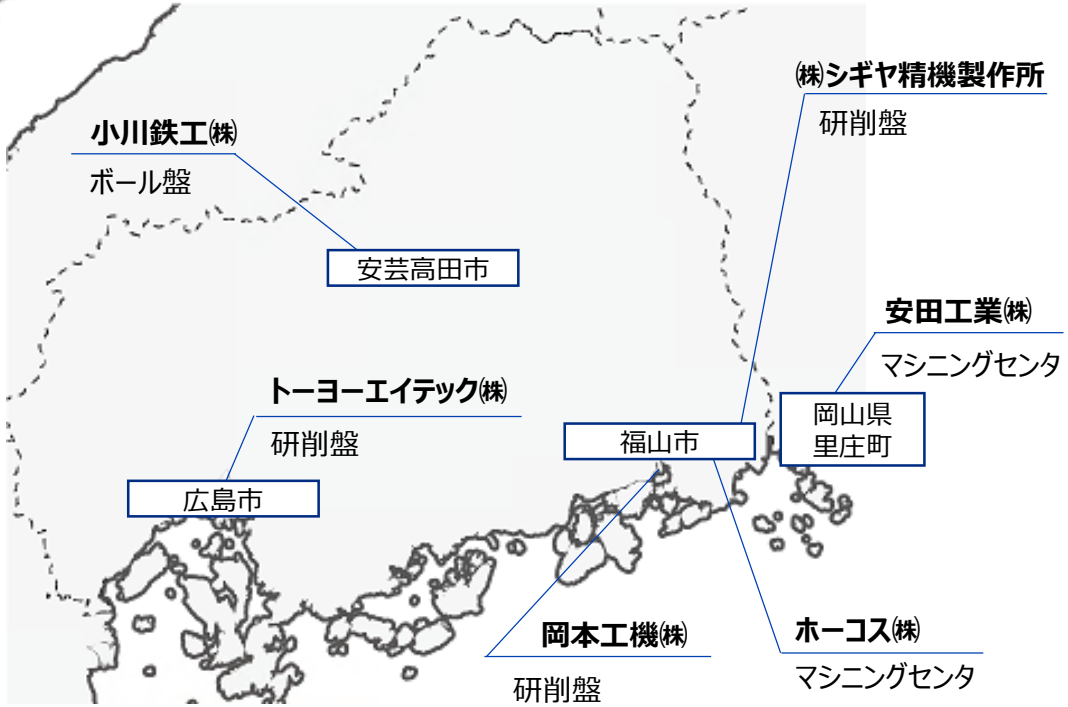 ㈱シギヤ精機製作所
研削盤
小川鉄工㈱
ボール盤
安芸高田市
安田工業㈱
マシニングセンタ
トーヨーエイテック㈱
研削盤
岡山県
里庄町
福山市
広島市
岡本工機㈱
研削盤
ホーコス㈱
マシニングセンタ